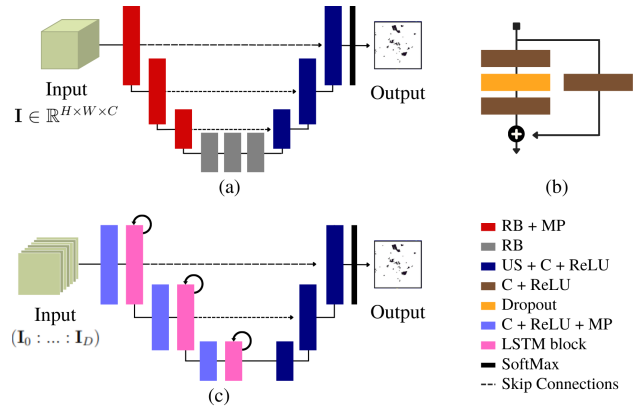 Input
I ∈ ℝ^{H×W×C}
Output
(a)
(b)
Input
(I₀ : ... : I_D)
Output
(c)
RB + MP
RB
US + C + ReLU
C + ReLU
Dropout
C + ReLU + MP
LSTM block
SoftMax
Skip Connections